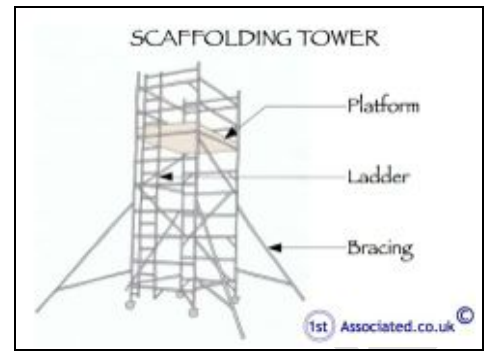 SCAFFOLDING TOWER
Platform
Ladder
Bracing
1st Associated.co.uk ©